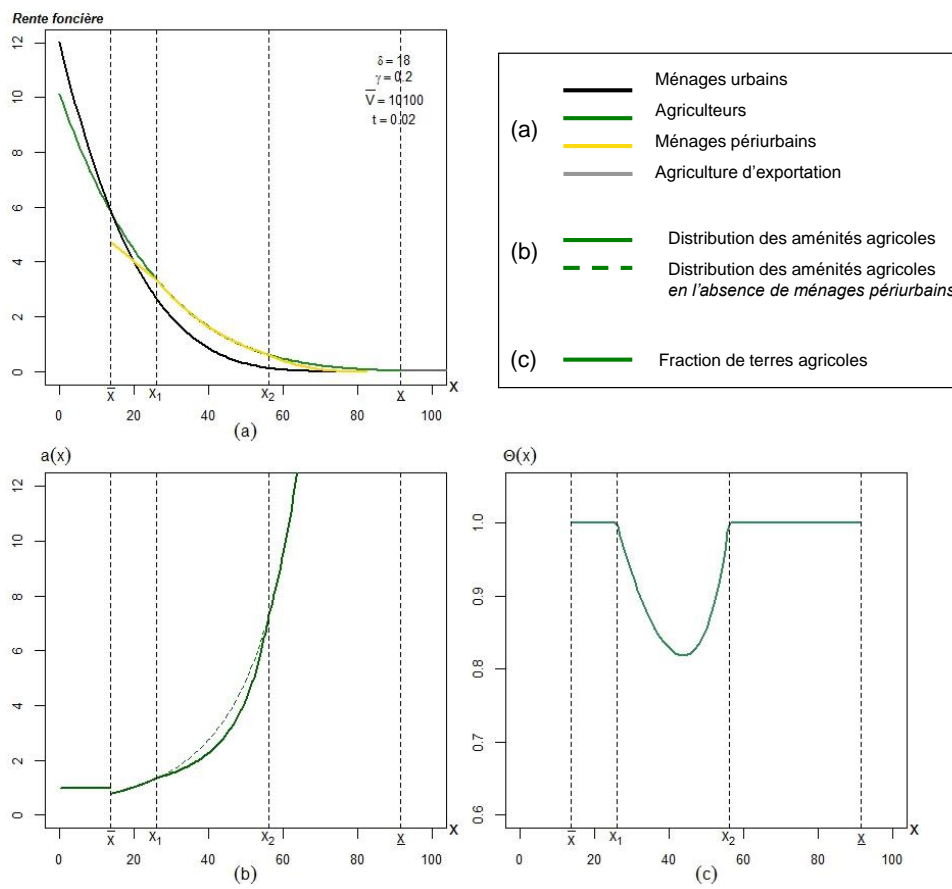 Rente foncière
12
10
8
6
4
2
0
δ = 18
γ = 0.2
V̅ = 10100
t = 0.02
x̅ x₁ x₂ x̲ X
0 20 40 60 80 100
(a)
(a)
Ménages urbains
Agriculteurs
Ménages périurbains
Agriculture d'exportation
(b)
Distribution des aménités agricoles
Distribution des aménités agricoles
en l'absence de ménages périurbains
(c)
Fraction de terres agricoles
a(x)
12
10
8
6
4
2
0
x̅ x₁ x₂ x̲ X
0 20 40 60 80 100
(b)
Θ(x)
1.0
0.9
0.8
0.7
0.6
x̅ x₁ x₂ x̲ X
0 20 40 60 80 100
(c)